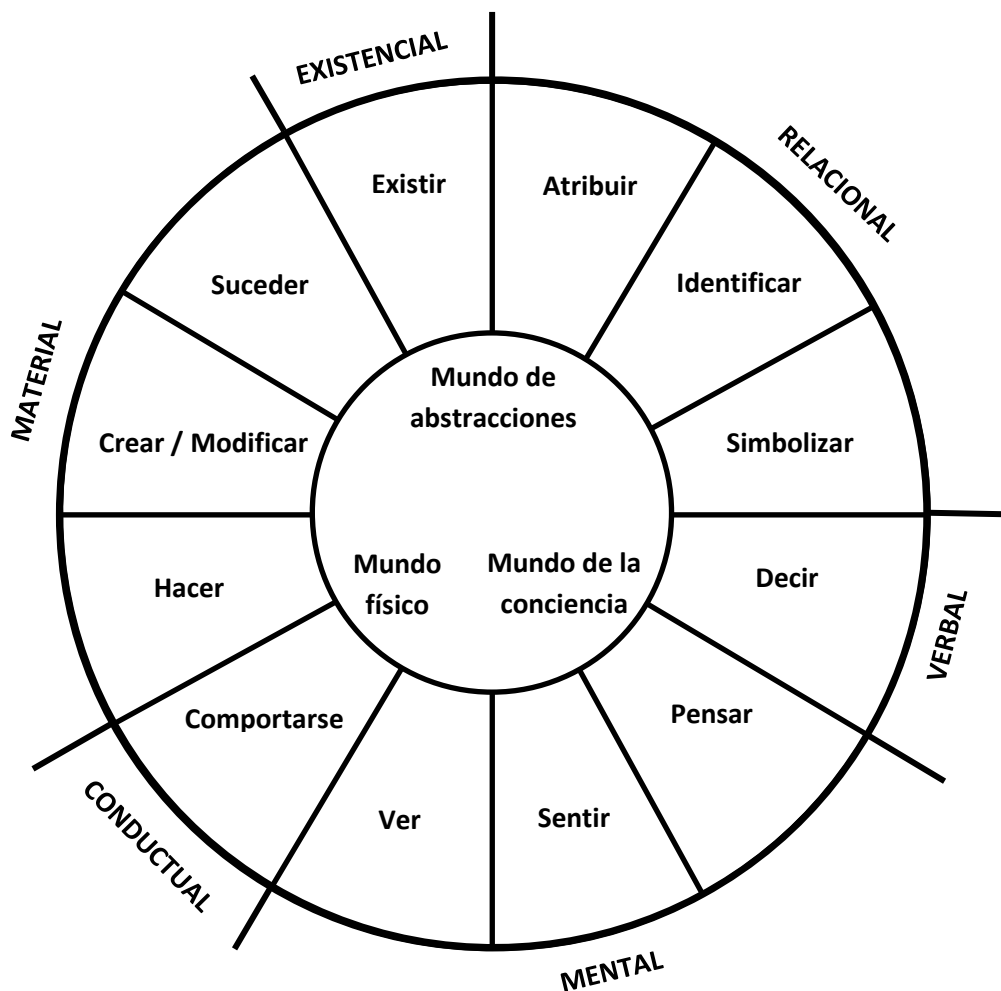 EXISTENCIAL
RELACIONAL
Existir
Atribuir
Suceder
Identificar
MATERIAL
Mundo de
abstracciones
Crear / Modificar
Simbolizar
Hacer
Mundo
físico
Mundo de la
conciencia
Decir
VERBAL
Comportarse
Pensar
CONDUCTUAL
Ver
Sentir
MENTAL